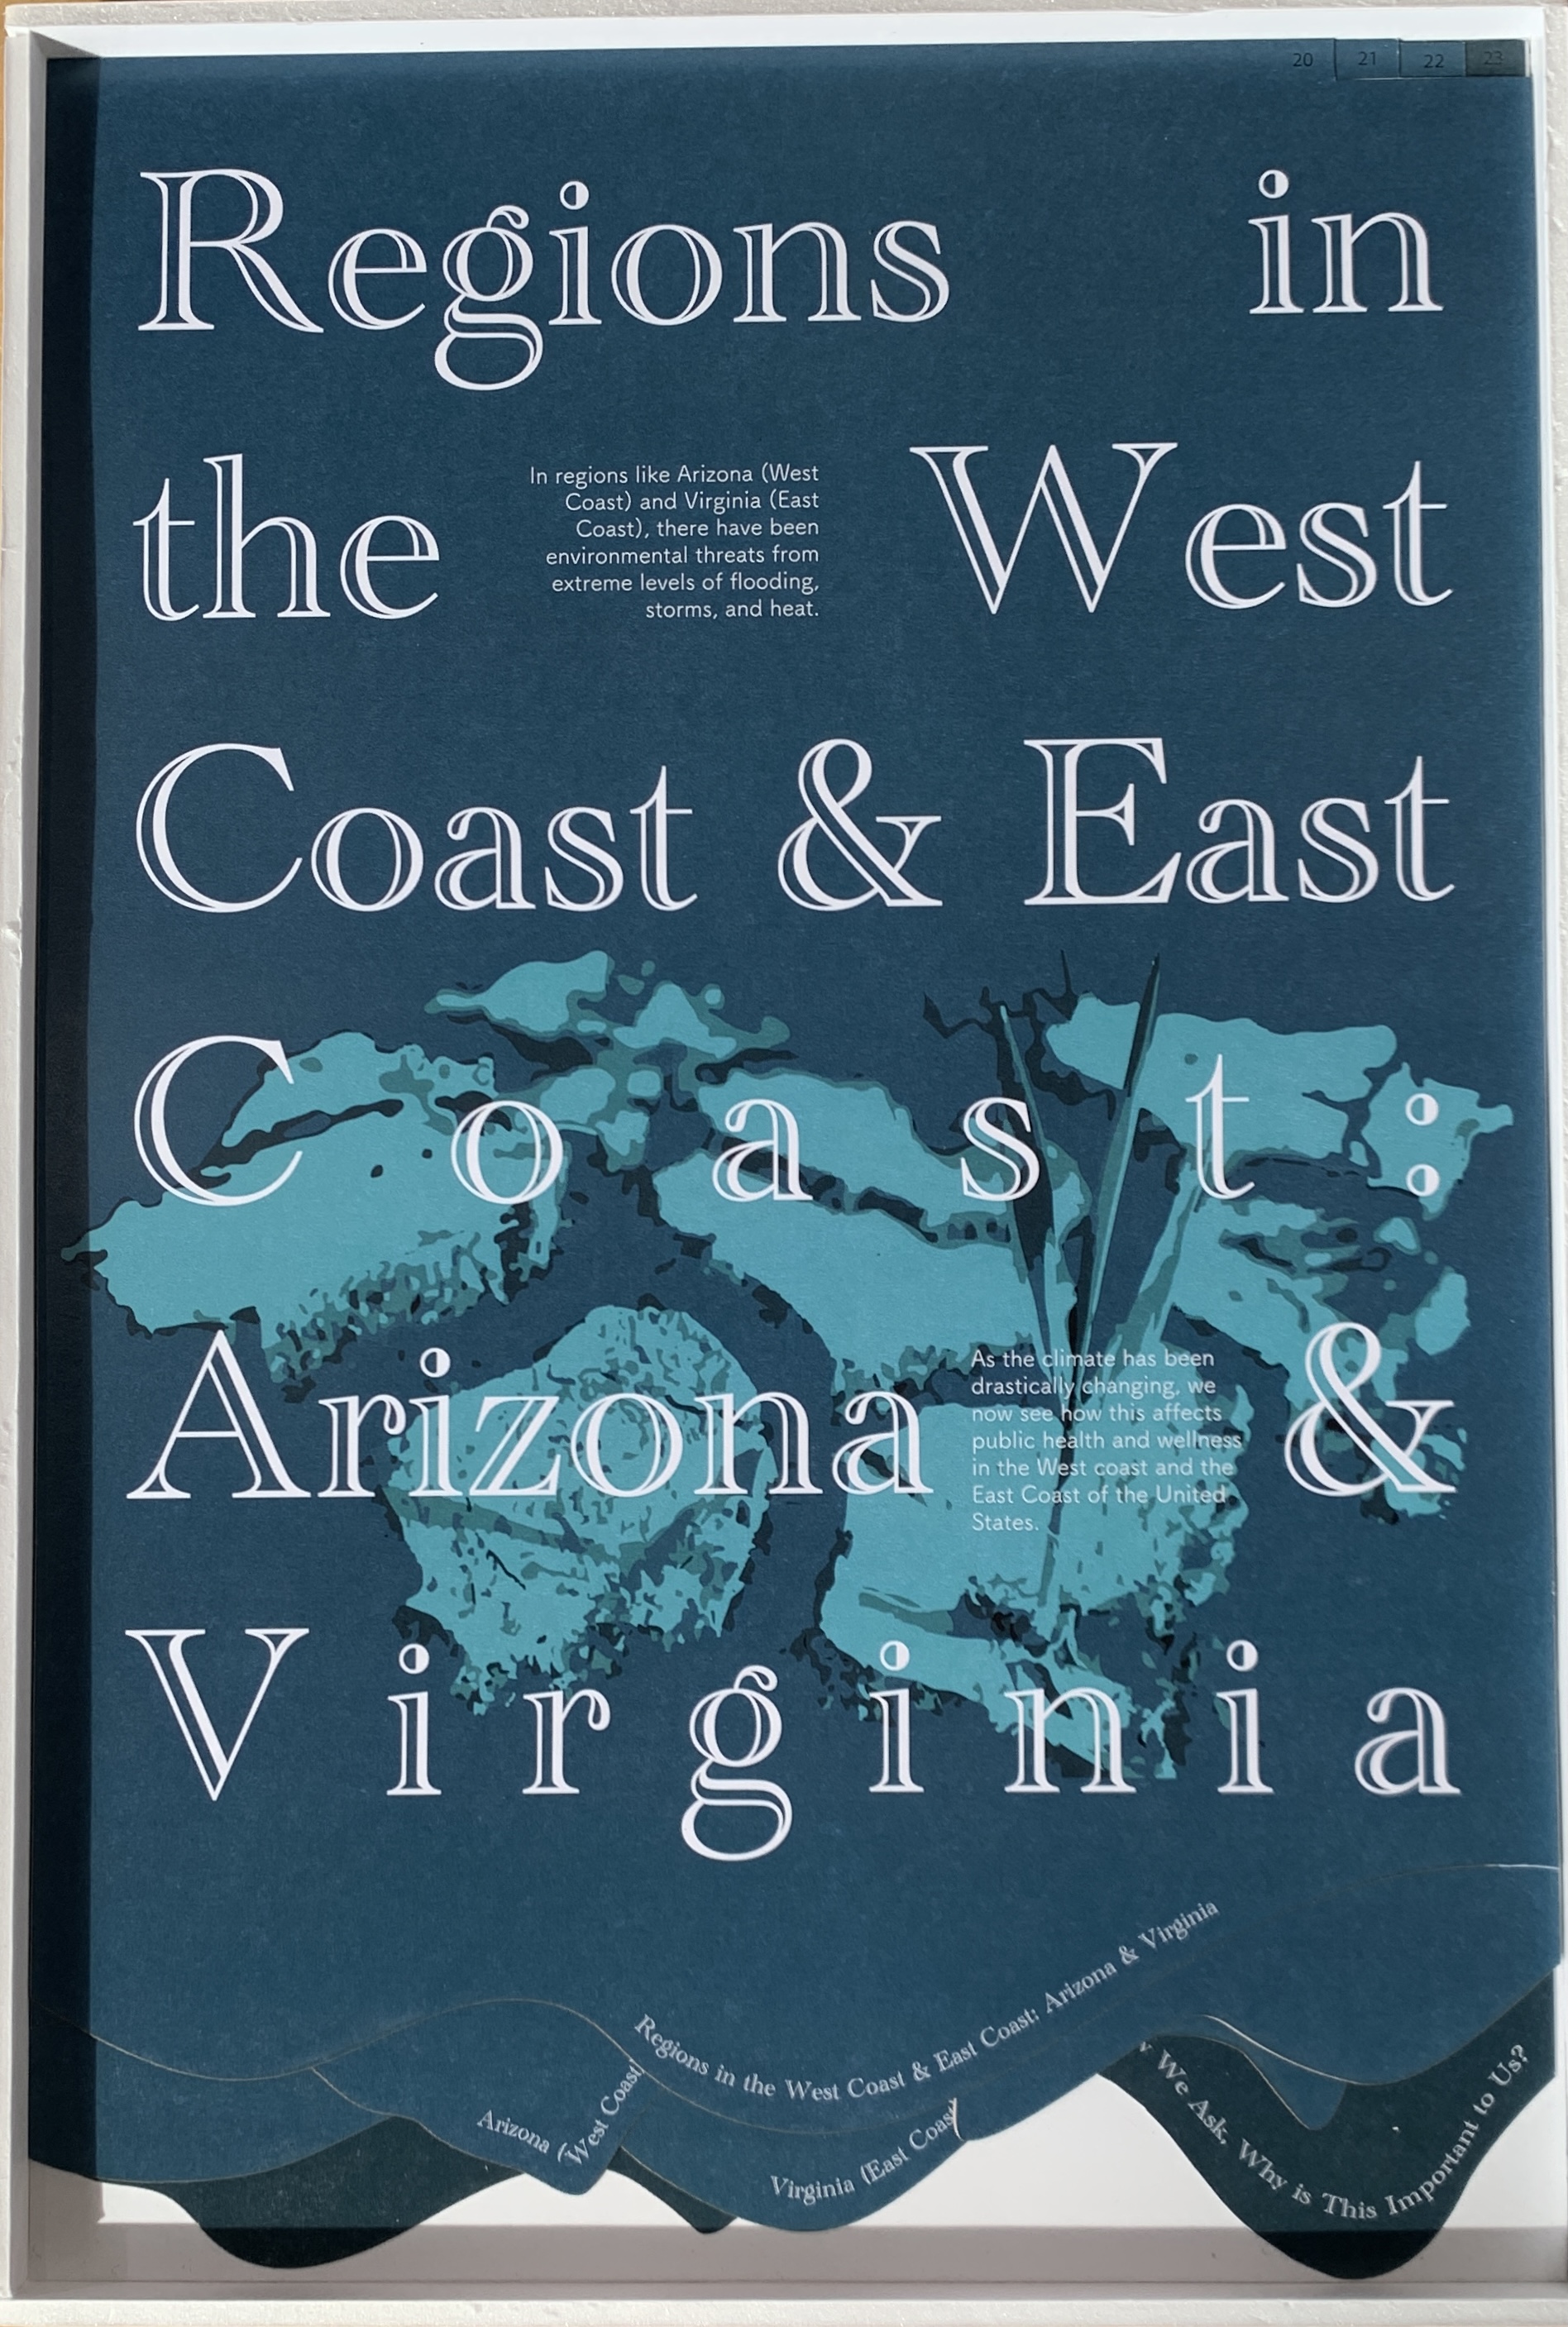 20 21 22 23
Regions in
the West
In regions like Arizona (West
Coast) and Virginia (East
Coast), there have been
environmental threats from
extreme levels of flooding,
storms, and heat.
Coast & East
Coast:
Arizona &
As the climate has been
drastically changing, we
now see how this affects
public health and wellness
in the West coast and the
East Coast of the United
States.
Virginia
Regions in the West Coast & East Coast: Arizona & Virginia
Arizona (West Coast)
Virginia (East Coast
We Ask, Why is This Important to Us?